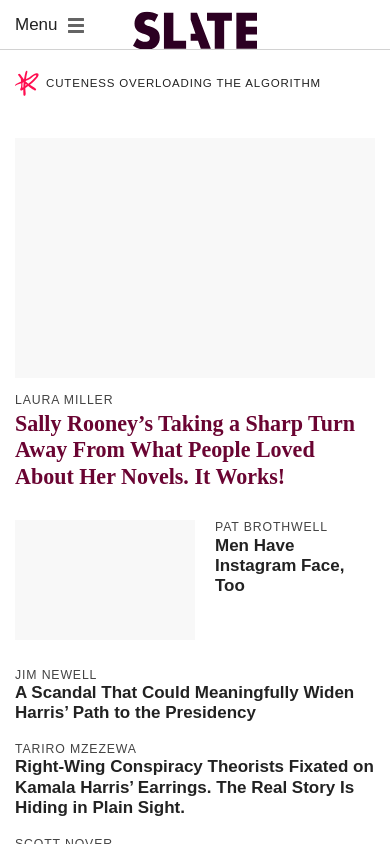 Menu
SLATE
CUTENESS OVERLOADING THE ALGORITHM
LAURA MILLER
Sally Rooney’s Taking a Sharp Turn
Away From What People Loved
About Her Novels. It Works!
PAT BROTHWELL
Men Have
Instagram Face,
Too
JIM NEWELL
A Scandal That Could Meaningfully Widen
Harris’ Path to the Presidency
TARIRO MZEZEWA
Right-Wing Conspiracy Theorists Fixated on
Kamala Harris’ Earrings. The Real Story Is
Hiding in Plain Sight.
SCOTT NOVER